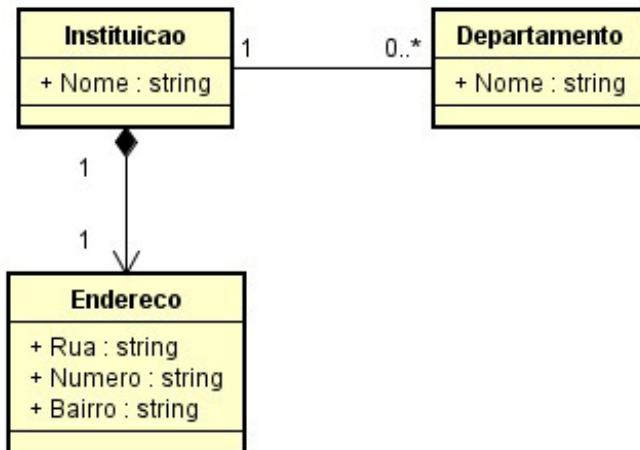 Instituicao
+ Nome : string
1
0..*
Departamento
+ Nome : string
1
1
Endereco
+ Rua : string
+ Numero : string
+ Bairro : string